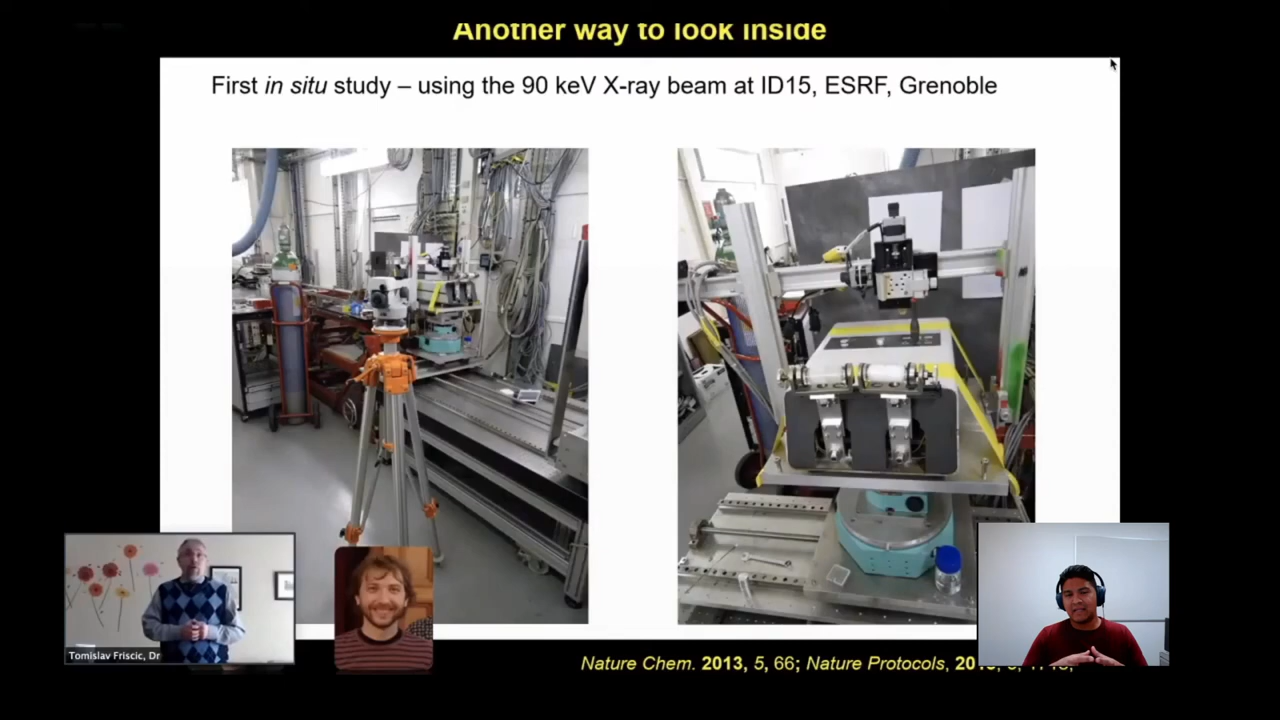 Another way to look inside
First in situ study – using the 90 keV X-ray beam at ID15, ESRF, Grenoble
Tomislav Friscic, Dr
Nature Chem. 2013, 5, 66; Nature Protocols,